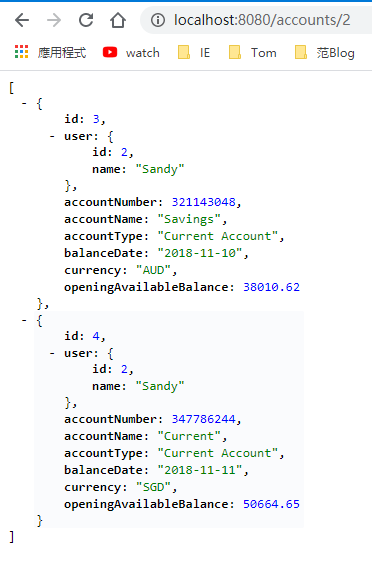 localhost:8080/accounts/2
應用程式 watch IE Tom 范Blog
[
- {
id: 3,
- user: {
id: 2,
name: "Sandy"
},
accountNumber: 321143048,
accountName: "Savings",
accountType: "Current Account",
balanceDate: "2018-11-10",
currency: "AUD",
openingAvailableBalance: 38010.62
},
- {
id: 4,
- user: {
id: 2,
name: "Sandy"
},
accountNumber: 347786244,
accountName: "Current",
accountType: "Current Account",
balanceDate: "2018-11-11",
currency: "SGD",
openingAvailableBalance: 50664.65
}
]